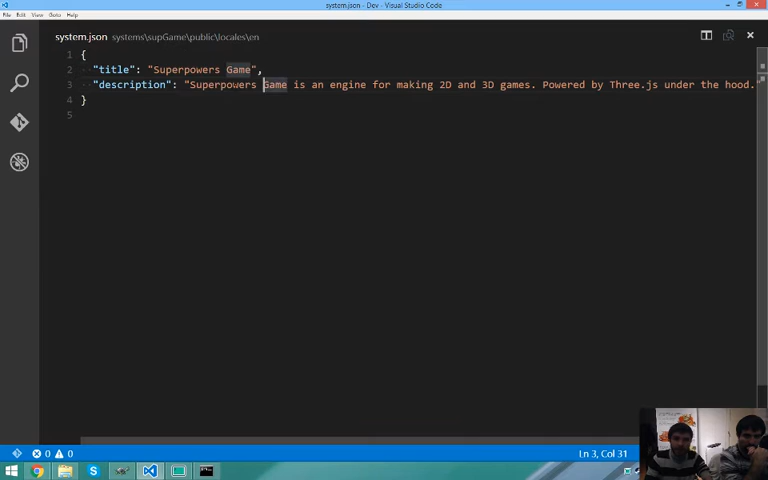 system.json - Dev - Visual Studio Code
File Edit View Goto Help
system.json systems\supGame\public\locales\en
1 {
2 "title": "Superpowers Game",
3 "description": "Superpowers Game is an engine for making 2D and 3D games. Powered by Three.js under the hood."
4 }
5
0 0
Ln 3, Col 31